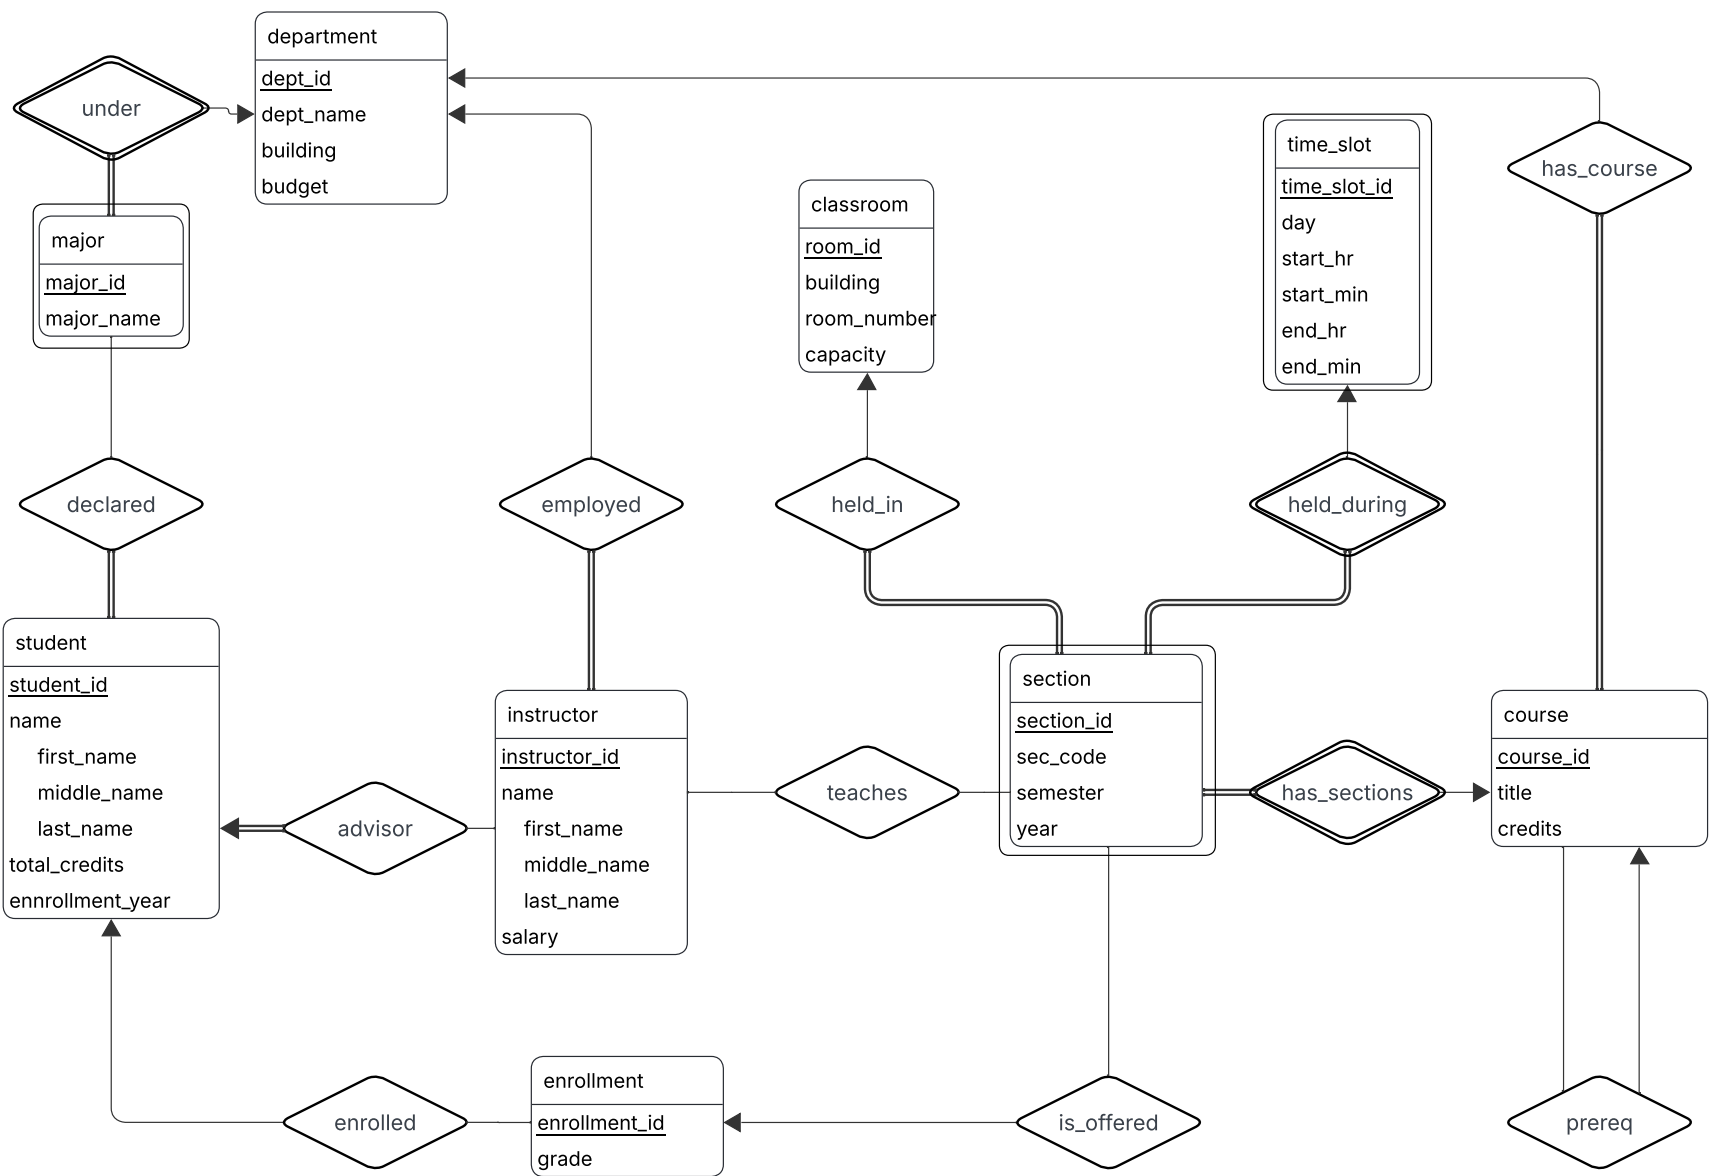 department
dept_id
dept_name
building
budget
under
major
major_id
major_name
classroom
room_id
building
room_number
capacity
time_slot
time_slot_id
day
start_hr
start_min
end_hr
end_min
has_course
declared
employed
held_in
held_during
student
student_id
name
first_name
middle_name
last_name
total_credits
ennrollment_year
advisor
instructor
instructor_id
name
first_name
middle_name
last_name
salary
teaches
section
section_id
sec_code
semester
year
has_sections
course
course_id
title
credits
enrolled
enrollment
enrollment_id
grade
is_offered
prereq